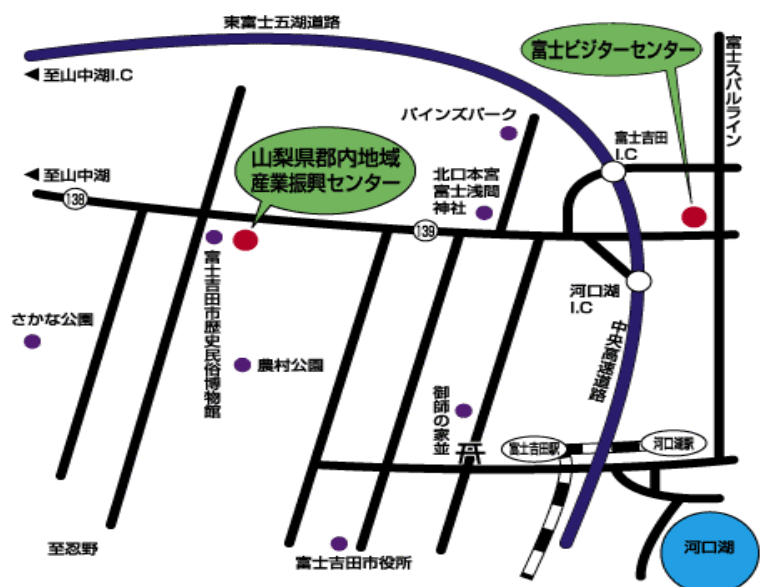 東富士五湖道路
富士ビジターセンター
富士スバルライン
◀至山中湖I.C
パインズパーク
富士吉田
I.C
山梨県郡内地域
産業振興センター
◀至山中湖
北口本宮
富士浅間
神社
138
139
河口湖
I.C
さかな公園
富士吉田市歴史民俗博物館
中央高速道路
農村公園
御師の家並
富士吉田駅
河口湖駅
至忍野
富士吉田市役所
河口湖